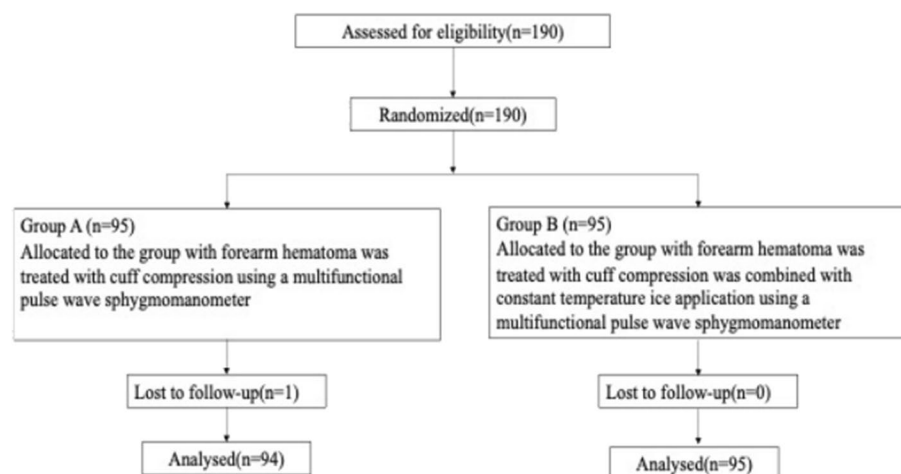 Assessed for eligibility(n=190)
Randomized(n=190)
Group A (n=95)
Allocated to the group with forearm hematoma was
treated with cuff compression using a multifunctional
pulse wave sphygmomanometer
Group B (n=95)
Allocated to the group with forearm hematoma was
treated with cuff compression was combined with
constant temperature ice application using a
multifunctional pulse wave sphygmomanometer
Lost to follow-up(n=1)
Lost to follow-up(n=0)
Analysed(n=94)
Analysed(n=95)